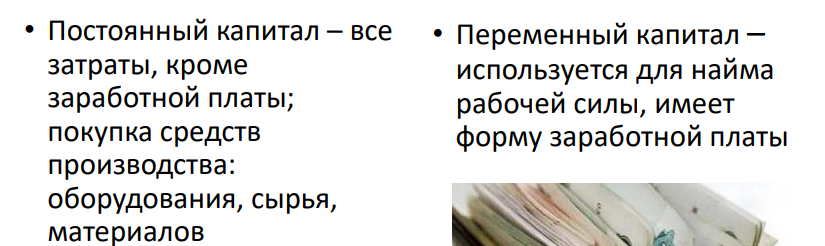 • Постоянный капитал – все
затраты, кроме
заработной платы;
покупка средств
производства:
оборудования, сырья,
материалов
• Переменный капитал –
используется для найма
рабочей силы, имеет
форму заработной платы